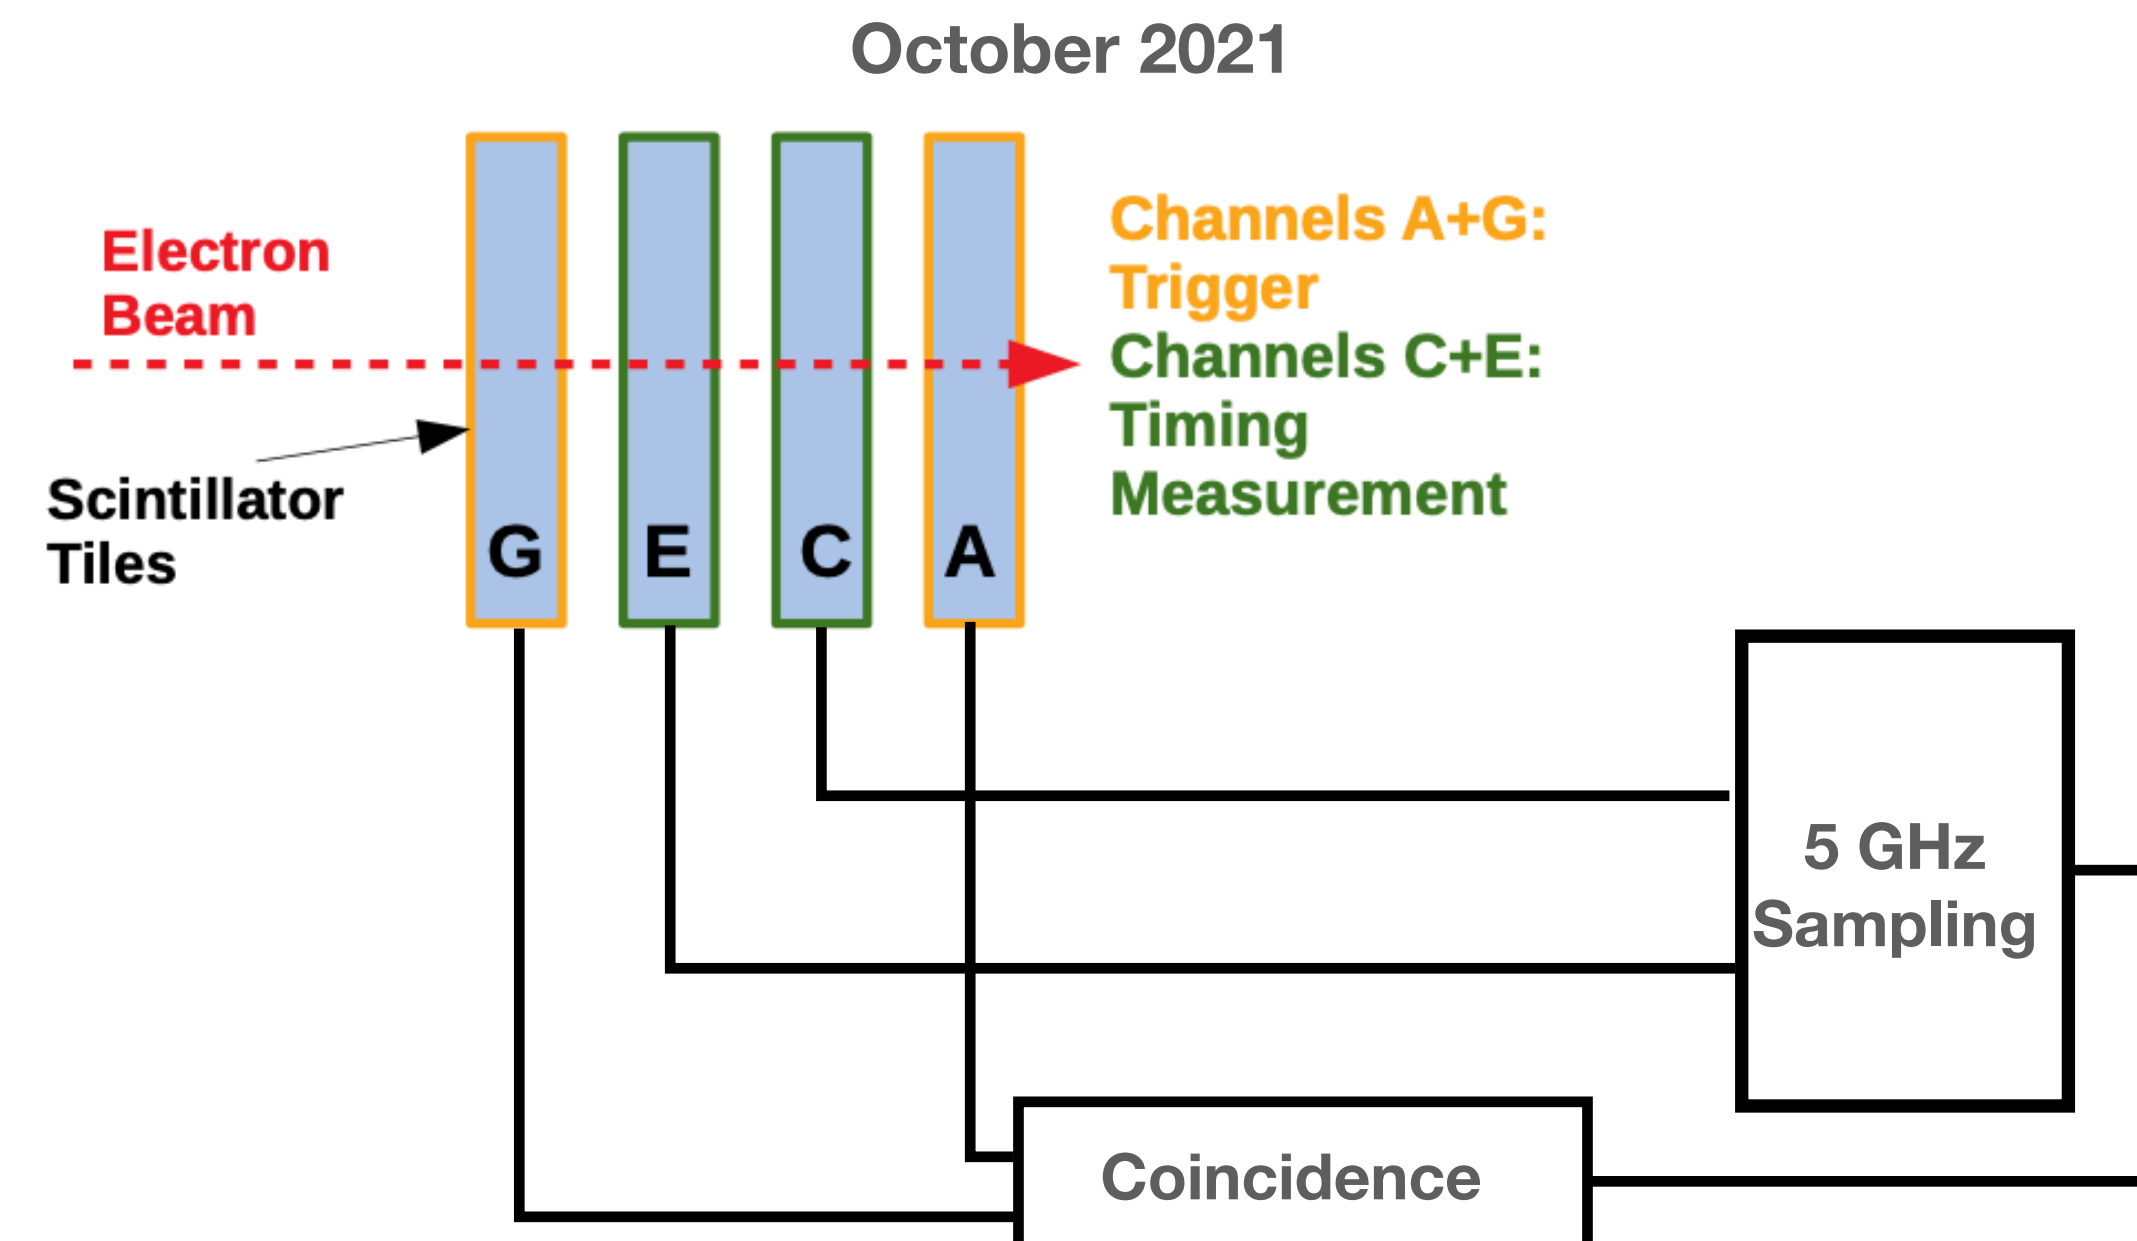 October 2021
Electron
Beam
Scintillator
Tiles
G
E
C
A
Channels A+G:
Trigger
Channels C+E:
Timing
Measurement
5 GHz
Sampling
Coincidence